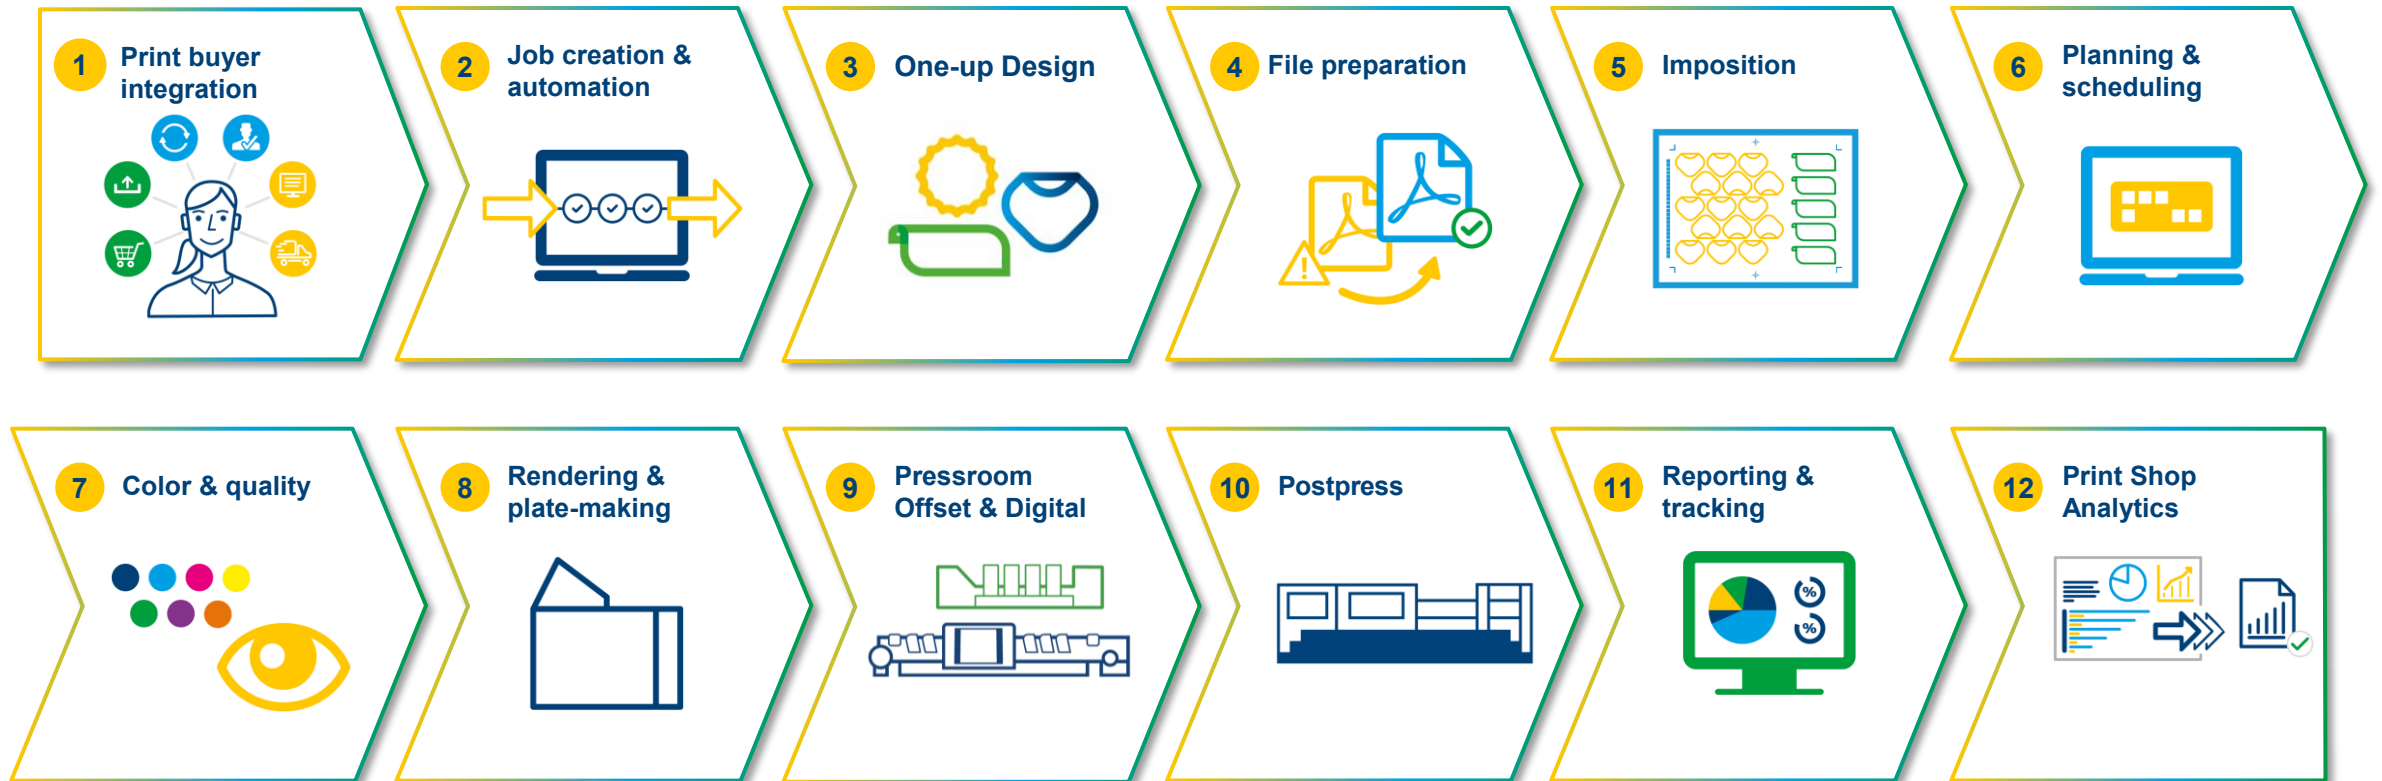 1
Print buyer
integration
2
Job creation &
automation
3
One-up Design
4
File preparation
!
5
Imposition
6
Planning &
scheduling
7
Color & quality
8
Rendering &
plate-making
9
Pressroom
Offset & Digital
10
Postpress
11
Reporting &
tracking
%
%
12
Print Shop
Analytics